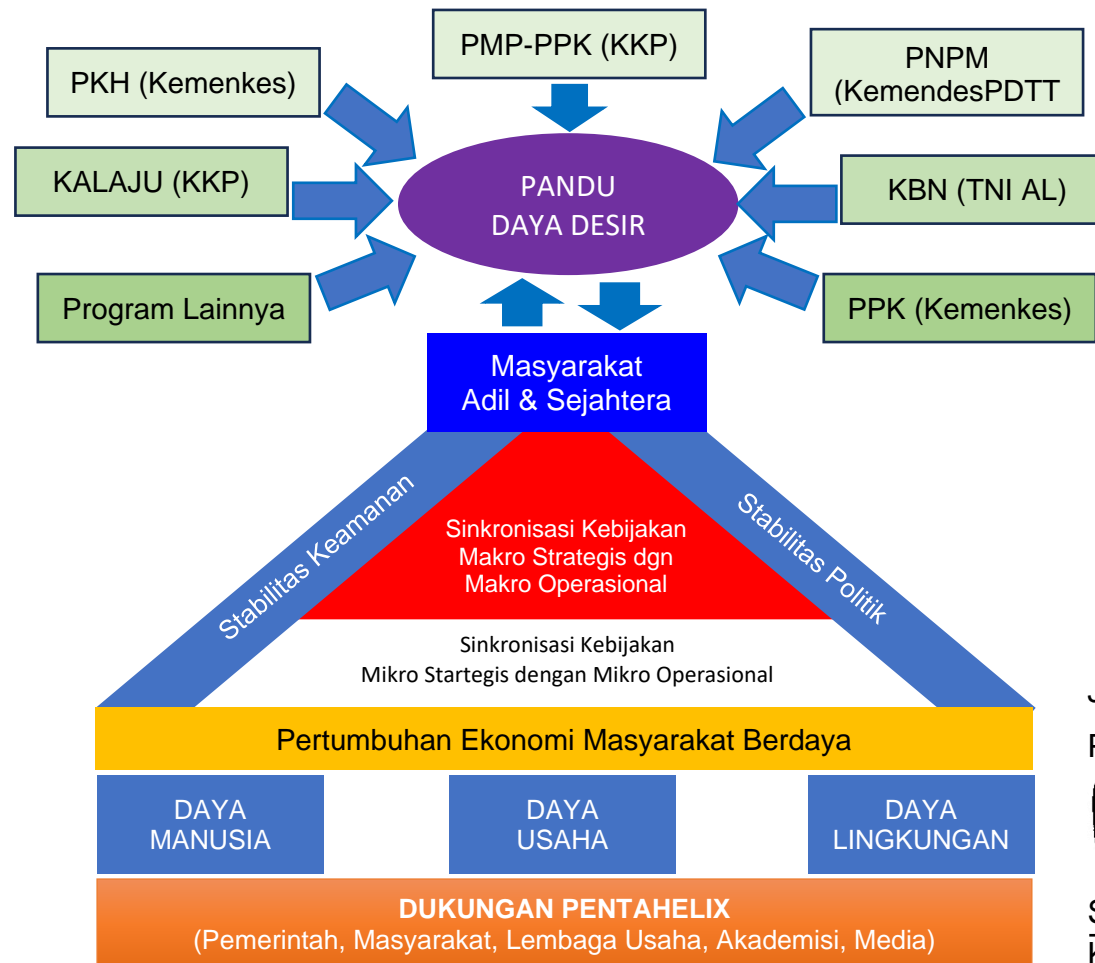 PMP-PPK (KKP)
PKH (Kemenkes)
PNPM
(KemendesPDTT
KALAJU (KKP)
PANDU
DAYA DESIR
KBN (TNI AL)
Program Lainnya
PPK (Kemenkes)
Masyarakat
Adil & Sejahtera
Stabilitas Keamanan
Sinkronisasi Kebijakan
Makro Strategis dgn
Makro Operasional
Stabilitas Politik
Sinkronisasi Kebijakan
Mikro Startegis dengan Mikro Operasional
Pertumbuhan Ekonomi Masyarakat Berdaya
DAYA
MANUSIA
DAYA
USAHA
DAYA
LINGKUNGAN
DUKUNGAN PENTAHELIX
(Pemerintah, Masyarakat, Lembaga Usaha, Akademisi, Media)